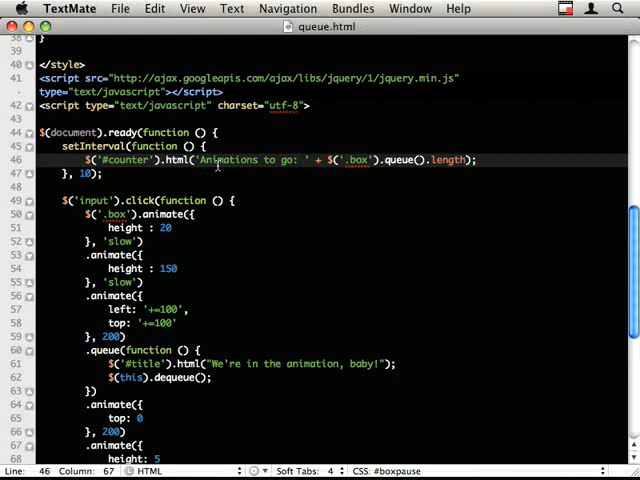 TextMate File Edit View Text Navigation Bundles Window Help
queue.html
38 }
39
40 </style>
41 <script src="http://ajax.googleapis.com/ajax/libs/jquery/1/jquery.min.js"
type="text/javascript"></script>
42 <script type="text/javascript" charset="utf-8">
43
44 $(document).ready(function () {
45 setInterval(function () {
46 $('#counter').html('Animations to go: ' + $('.box').queue().length);
47 }, 10);
48
49 $('input').click(function () {
50 $('.box').animate({
51 height : 20
52 }, 'slow')
53 .animate({
54 height : 150
55 }, 'slow')
56 .animate({
57 left: '+=100',
58 top: '+=100'
59 }, 200)
60 .queue(function () {
61 $('#title').html("We're in the animation, baby!");
62 $(this).dequeue();
63 })
64 .animate({
65 top: 0
66 }, 200)
67 .animate({
68 height: 5
Line: 46 Column: 67 L HTML Soft Tabs: 4 CSS: #boxpause